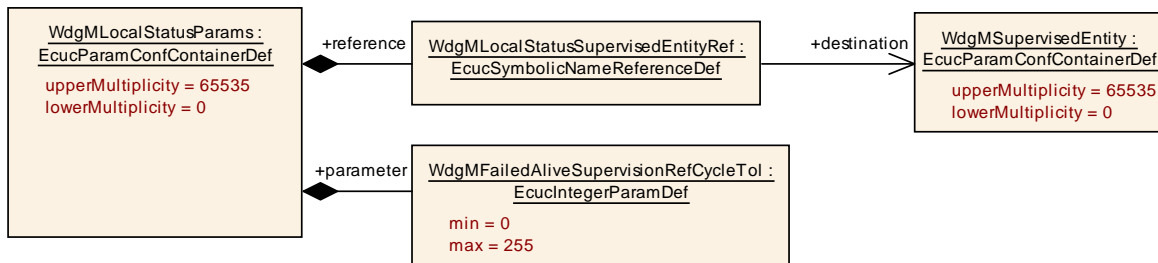 WdgMLocalStatusParams :
EcucParamConfContainerDef
upperMultiplicity = 65535
lowerMultiplicity = 0
+reference
WdgMLocalStatusSupervisedEntityRef :
EcucSymbolicNameReferenceDef
+destination
WdgMSupervisedEntity :
EcucParamConfContainerDef
upperMultiplicity = 65535
lowerMultiplicity = 0
+parameter
WdgMFailedAliveSupervisionRefCycleTol :
EcucIntegerParamDef
min = 0
max = 255